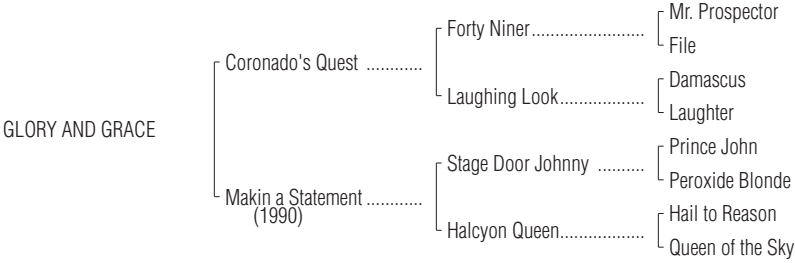 Mr. Prospector
Forty Niner........................
File
Coronado's Quest ............
Damascus
Laughing Look..................
Laughter
GLORY AND GRACE
Prince John
Stage Door Johnny ..........
Peroxide Blonde
Makin a Statement ............
(1990)
Hail to Reason
Halcyon Queen..................
Queen of the Sky